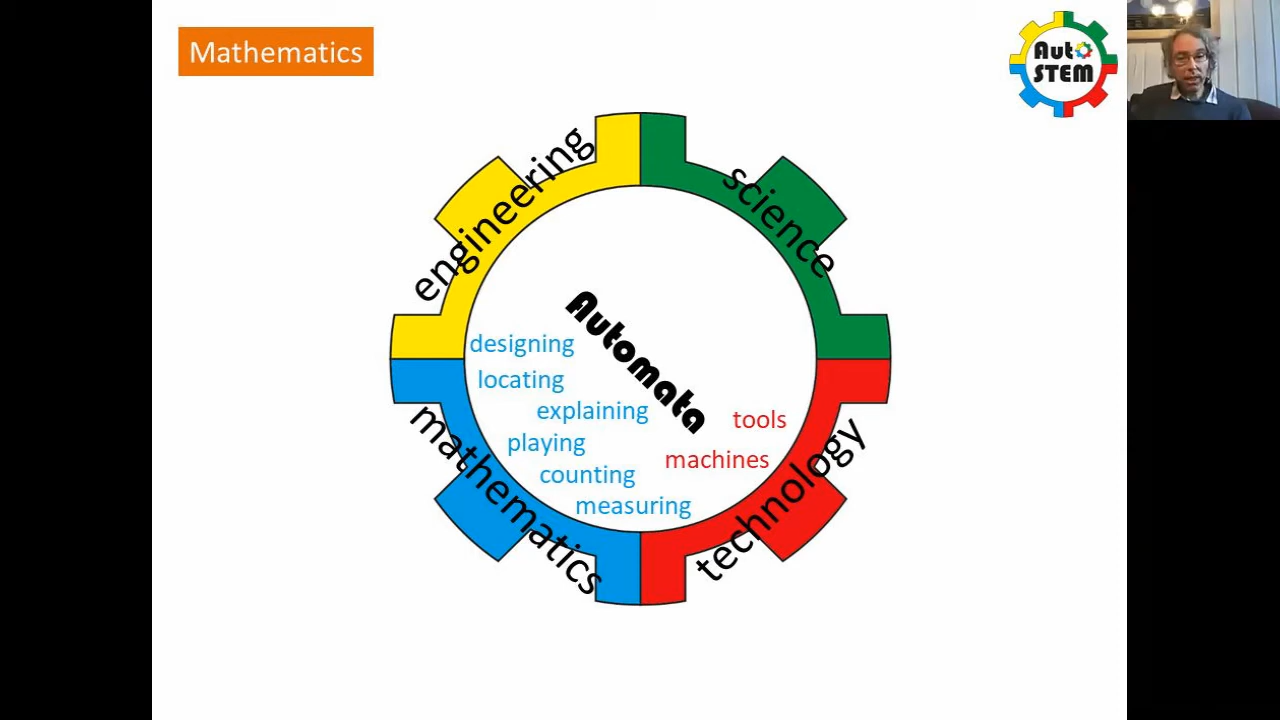 Mathematics
Aut
STEM
engineering
science
Automata
designing
locating
explaining
playing
counting
measuring
tools
machines
mathematics
technology